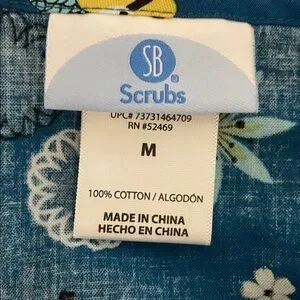 SB®
Scrubs
UPC# 73731464709
RN #52469
M
100% COTTON / ALGODÓN
MADE IN CHINA
HECHO EN CHINA